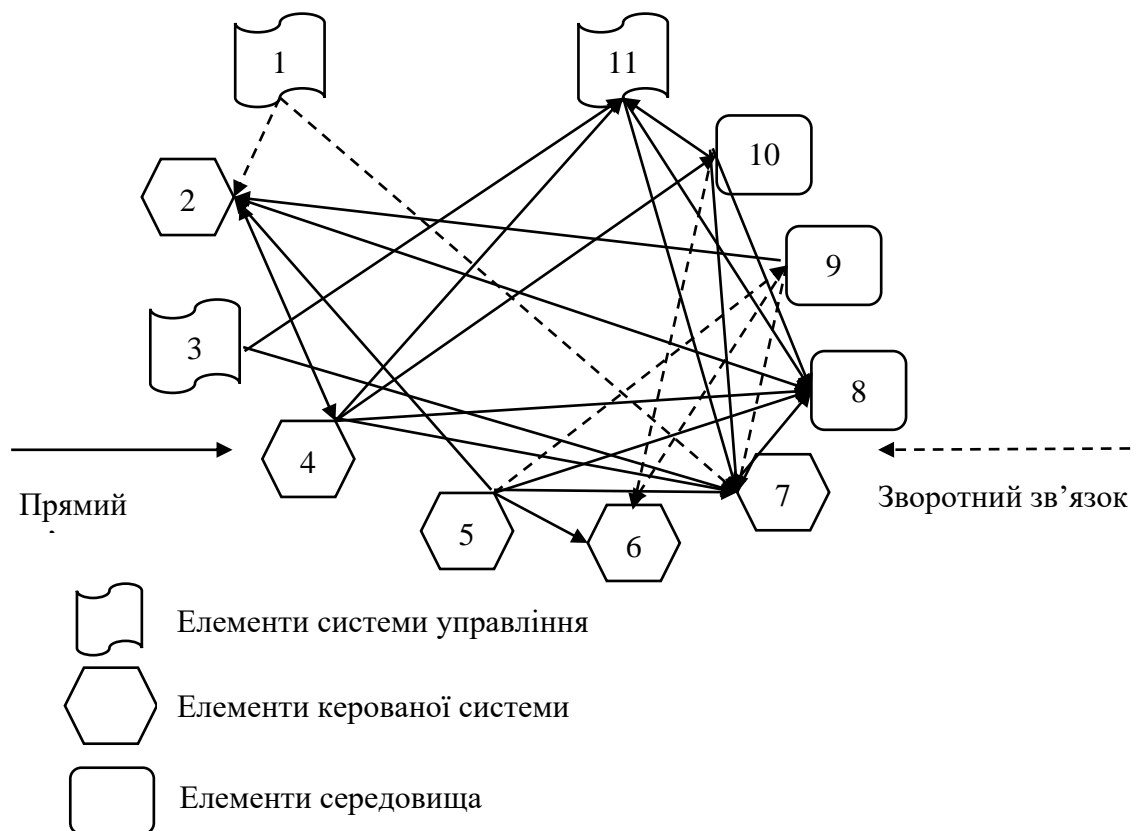 1
11
10
2
9
3
8
4
7
5
6
Прямий
Зворотний зв’язок
Елементи системи управління
Елементи керованої системи
Елементи середовища